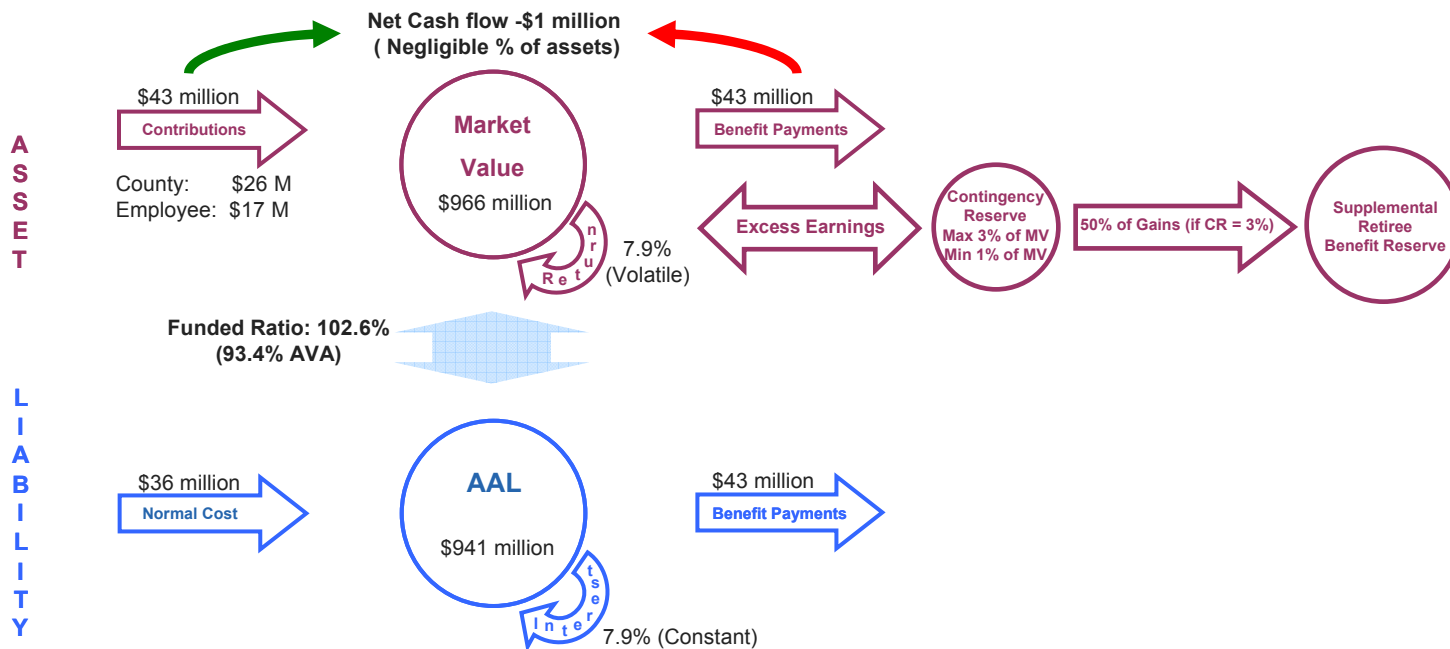 Net Cash flow -$1 million
( Negligible % of assets)
ASSET
$43 million
Contributions
County: $26 M
Employee: $17 M
Market
Value
$966 million
Return
7.9%
(Volatile)
$43 million
Benefit Payments
Excess Earnings
Contingency
Reserve
Max 3% of MV
Min 1% of MV
50% of Gains (if CR = 3%)
Supplemental
Retiree
Benefit Reserve
Funded Ratio: 102.6%
(93.4% AVA)
LIABILITY
$36 million
Normal Cost
AAL
$941 million
Interest
7.9% (Constant)
$43 million
Benefit Payments